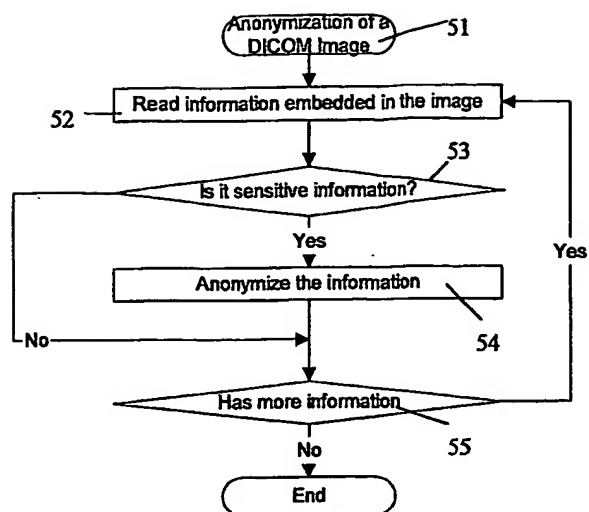 Anonymization of a
DICOM Image
51
Read information embedded in the image
52
53
Is it sensitive information?
Yes
Yes
Anonymize the information
No
54
Has more information
55
No
End